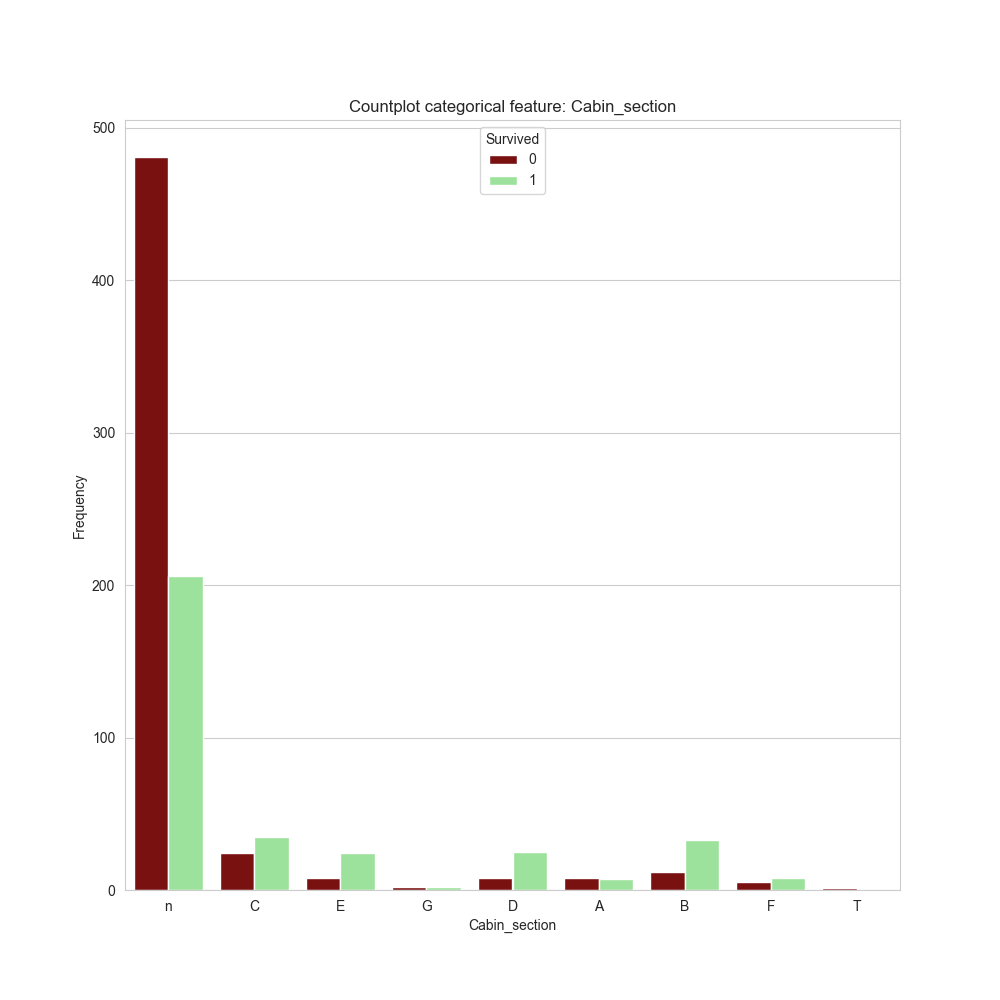 Countplot categorical feature: Cabin_section
Survived
0
1
500
400
300
200
100
0
Frequency
n C E G D A B F T
Cabin_section